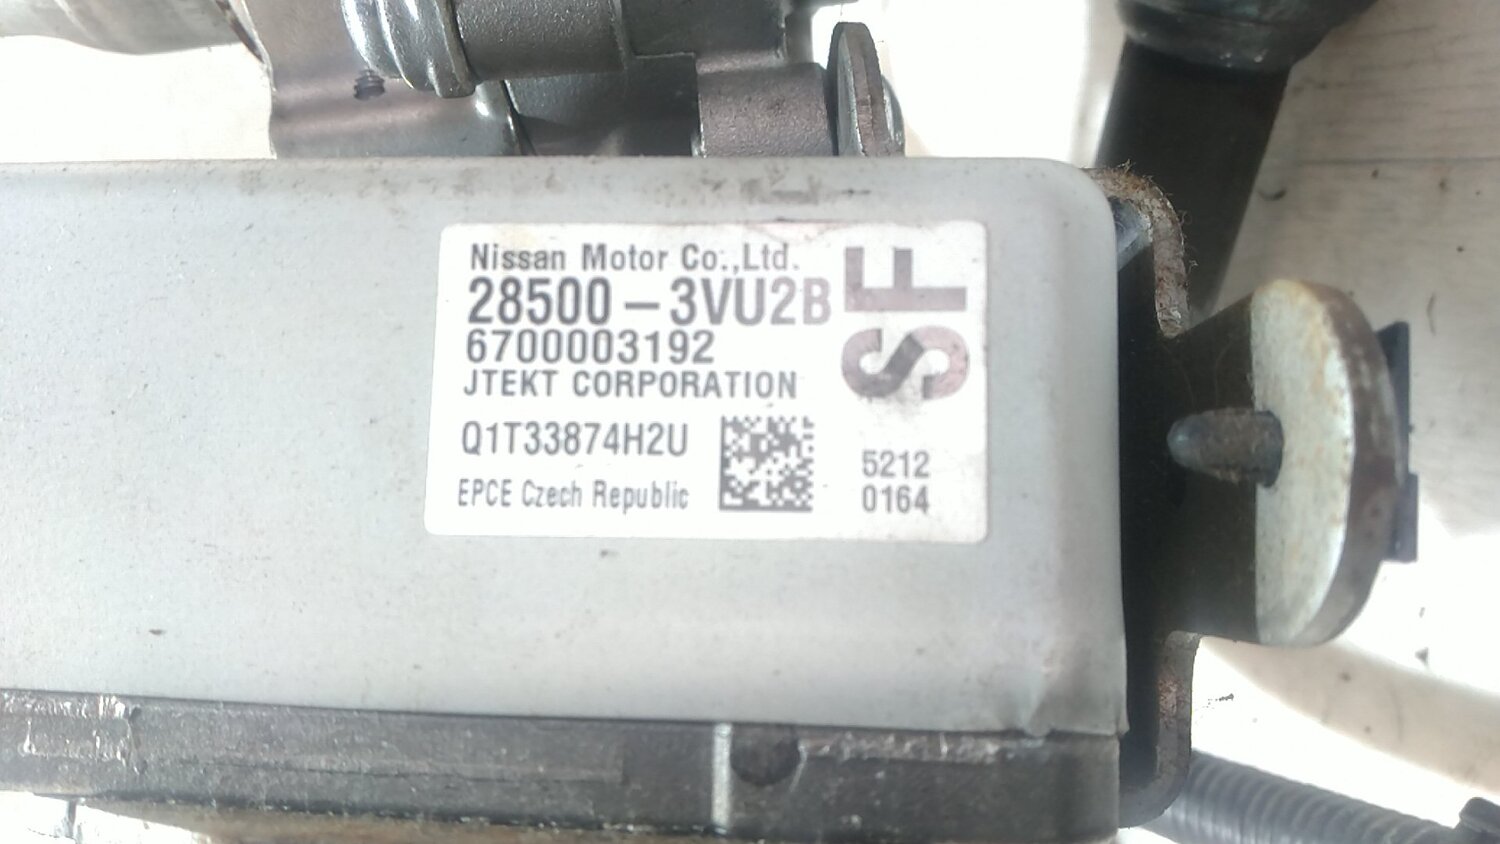 Nissan Motor Co.,Ltd.
28500-3VU2B
6700003192
JTEKT CORPORATION
Q1T33874H2U
EPCE Czech Republic
SF
5212
0164